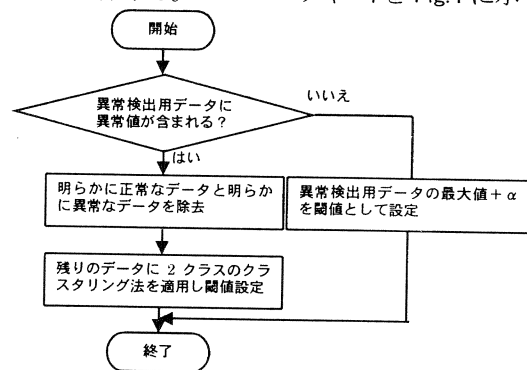 Fig.1 に示
開始
異常検出用データに
異常値が含まれる?
いいえ
はい
明らかに正常なデータと明らか
に異常なデータを除去
異常検出用データの最大値+α
を閾値として設定
残りのデータに 2 クラスのクラ
スタリング法を適用し閾値設定
終了